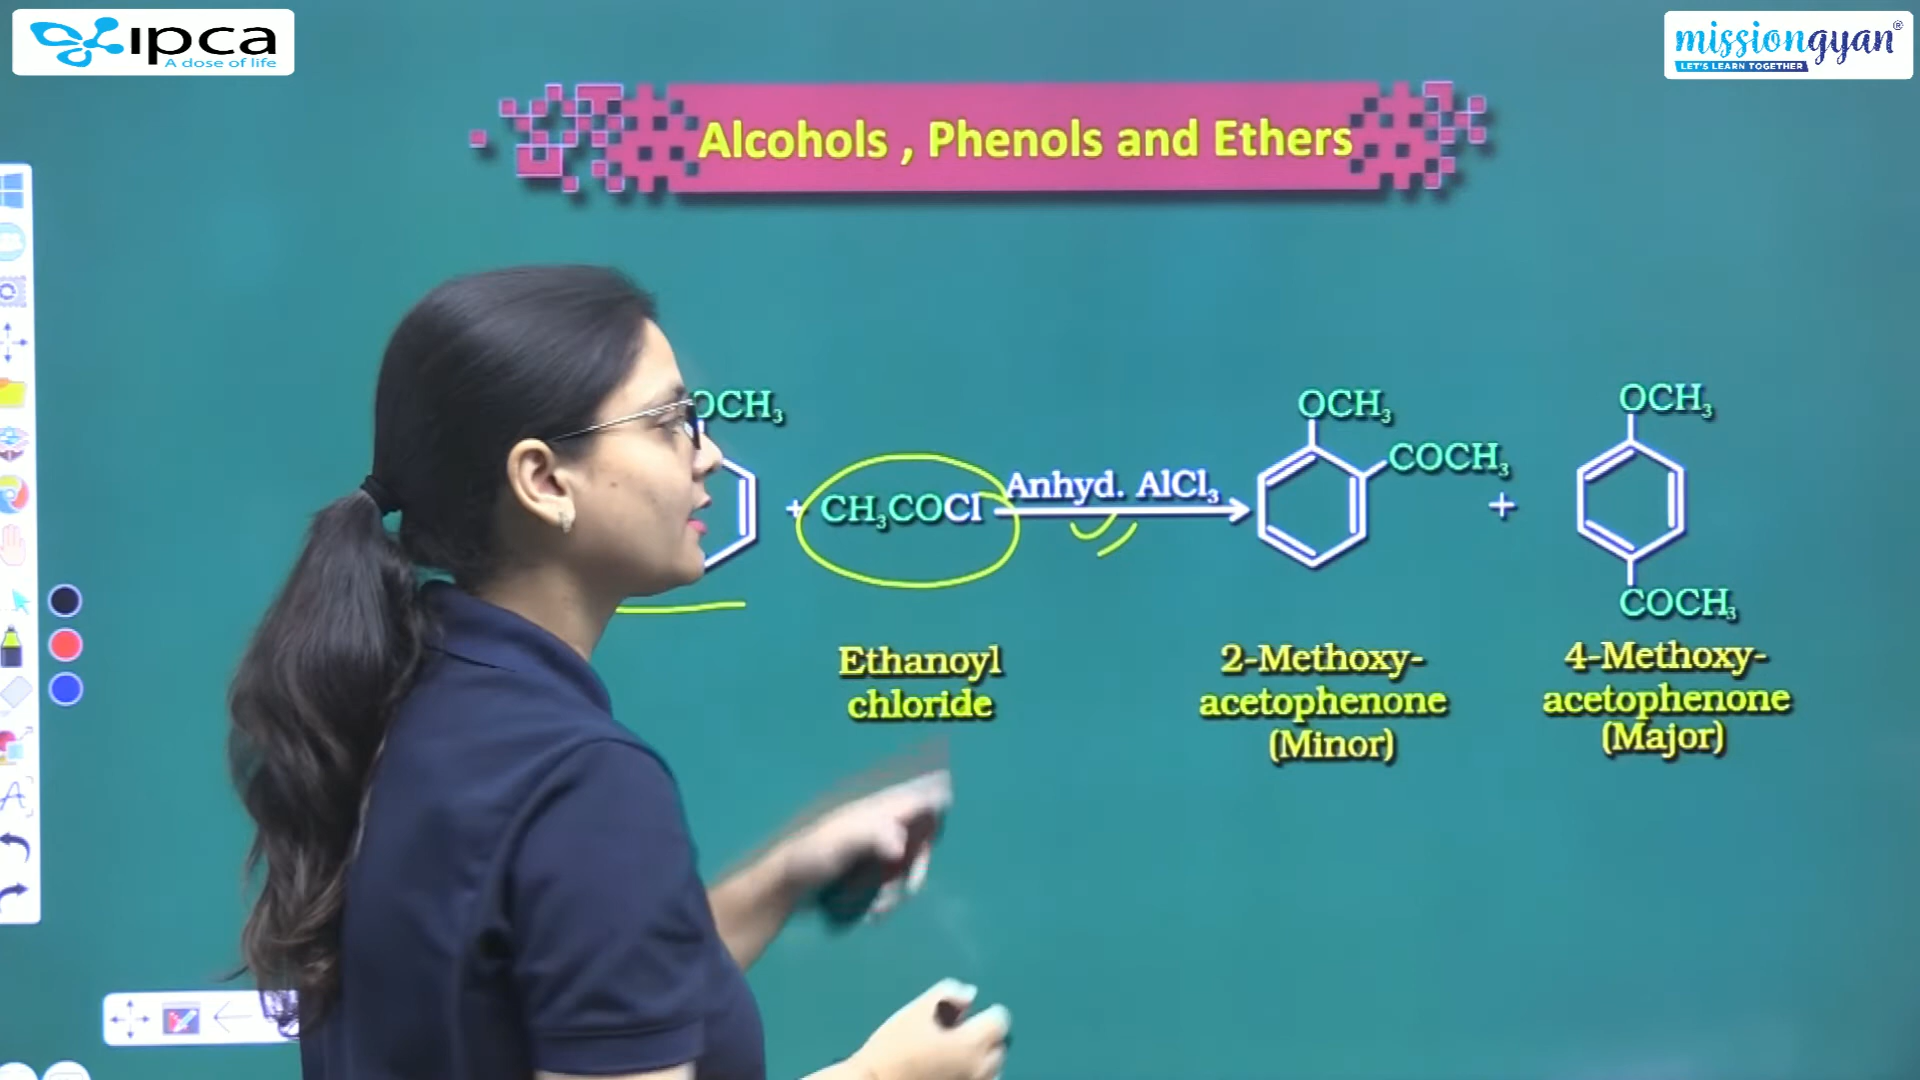 ipca
A dose of life
missiongyan®
LET'S LEARN TOGETHER
Alcohols , Phenols and Ethers
OCH₃
+ CH₃COCl
Anhyd. AlCl₃
OCH₃
COCH₃
+
OCH₃
COCH₃
Ethanoyl
chloride
2-Methoxy-
acetophenone
(Minor)
4-Methoxy-
acetophenone
(Major)